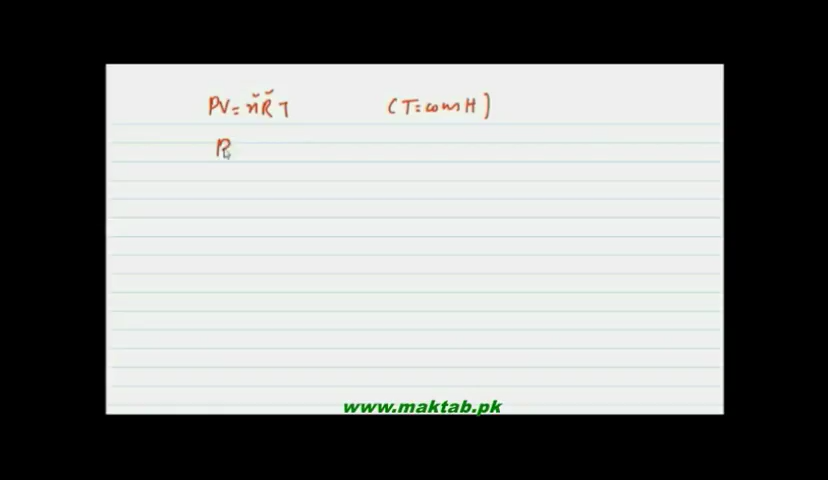 PV = nRT (T = const)
P
www.maktab.pk